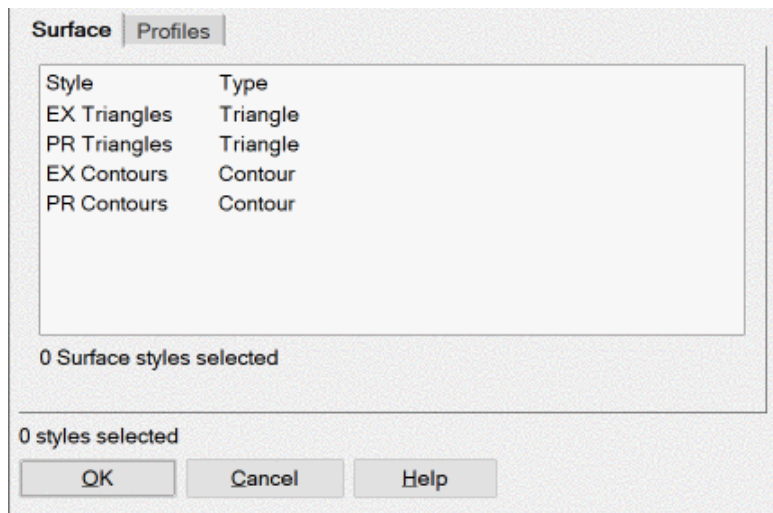 Surface Profiles
Style Type
EX Triangles Triangle
PR Triangles Triangle
EX Contours Contour
PR Contours Contour
0 Surface styles selected
0 styles selected
OK Cancel Help